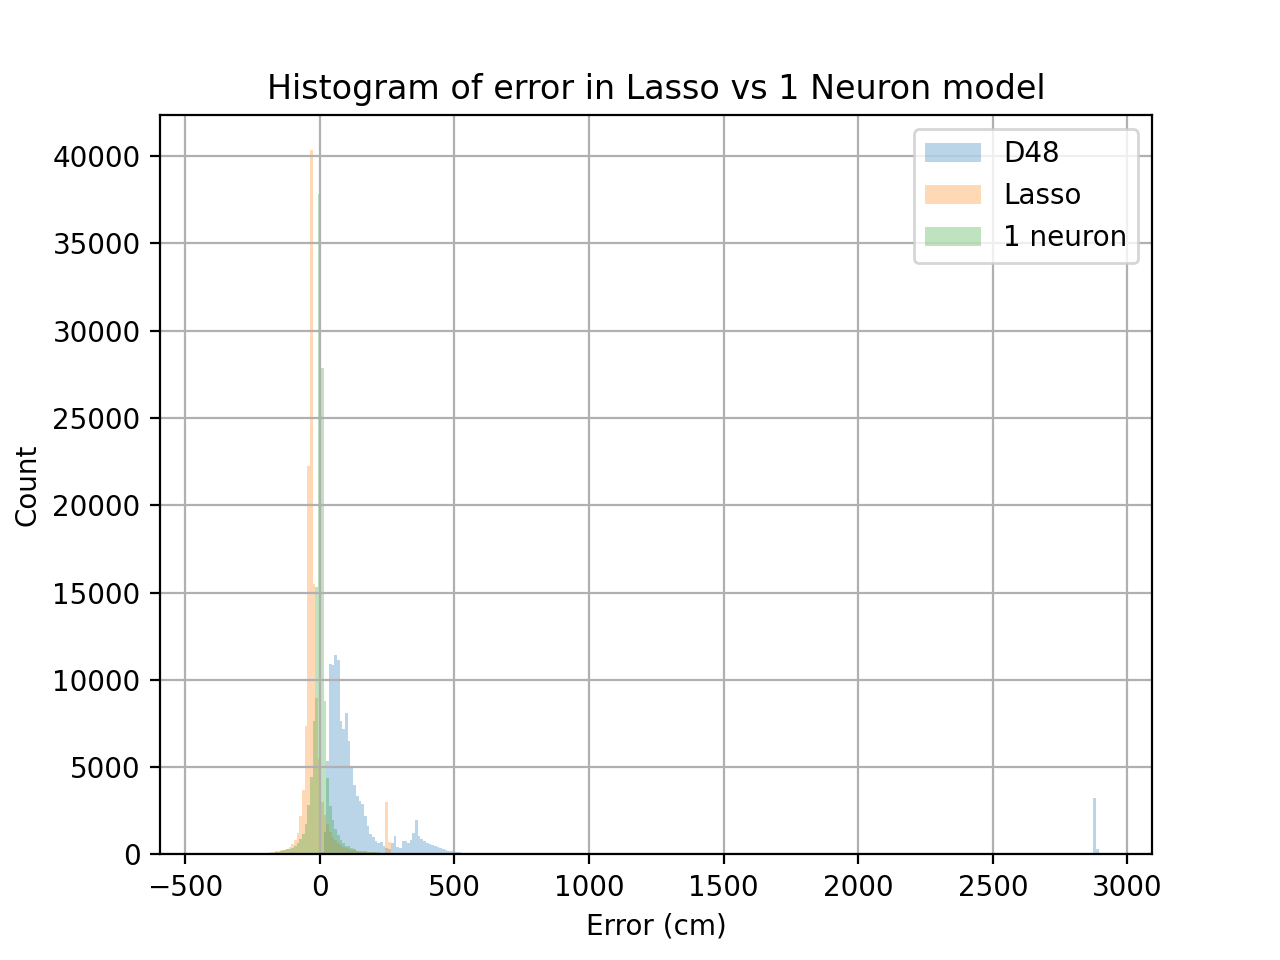 Histogram of error in Lasso vs 1 Neuron model
D48
Lasso
1 neuron
40000
35000
30000
25000
20000
15000
10000
5000
0
Count
−500 0 500 1000 1500 2000 2500 3000
Error (cm)